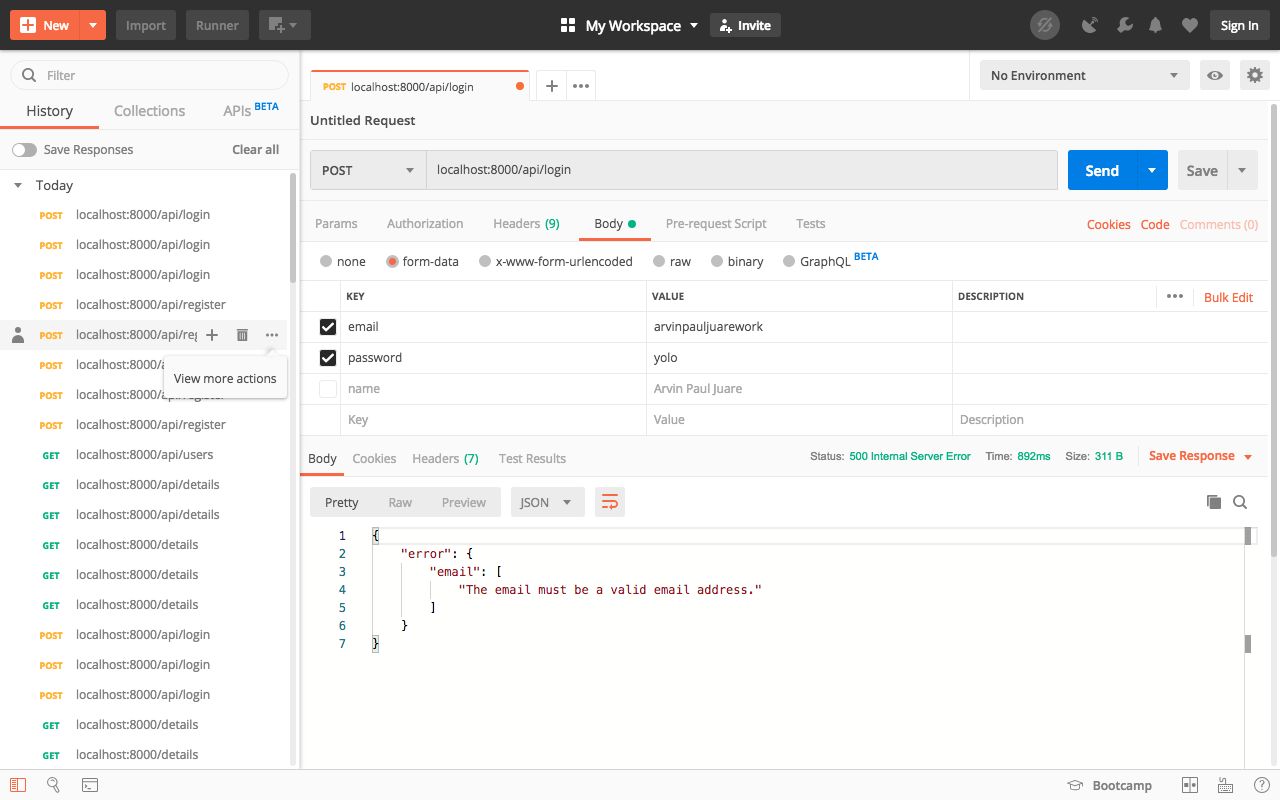 New
Import
Runner
My Workspace
Invite
Sign In
Filter
History
Collections
APIs BETA
Save Responses
Clear all
Today
POST localhost:8000/api/login
POST localhost:8000/api/login
POST localhost:8000/api/login
POST localhost:8000/api/register
POST localhost:8000/api/reg
POST localhost:8000/a
View more actions
POST localhost:8000/api/register
POST localhost:8000/api/register
GET localhost:8000/api/users
GET localhost:8000/api/details
GET localhost:8000/api/details
GET localhost:8000/details
GET localhost:8000/details
GET localhost:8000/details
POST localhost:8000/api/login
POST localhost:8000/api/login
POST localhost:8000/api/login
GET localhost:8000/details
GET localhost:8000/details
POST localhost:8000/api/login
No Environment
Untitled Request
POST localhost:8000/api/login
Send
Save
Params Authorization Headers (9) Body Pre-request Script Tests
Cookies Code Comments (0)
none form-data x-www-form-urlencoded raw binary GraphQL BETA
KEY VALUE DESCRIPTION
Bulk Edit
email arvinpauljuarework
password yolo
name Arvin Paul Juare
Key Value Description
Body Cookies Headers (7) Test Results
Status: 500 Internal Server Error Time: 892ms Size: 311 B Save Response
Pretty Raw Preview JSON
1 {
2 "error": {
3 "email": [
4 "The email must be a valid email address."
5 ]
6 }
7 }
Bootcamp